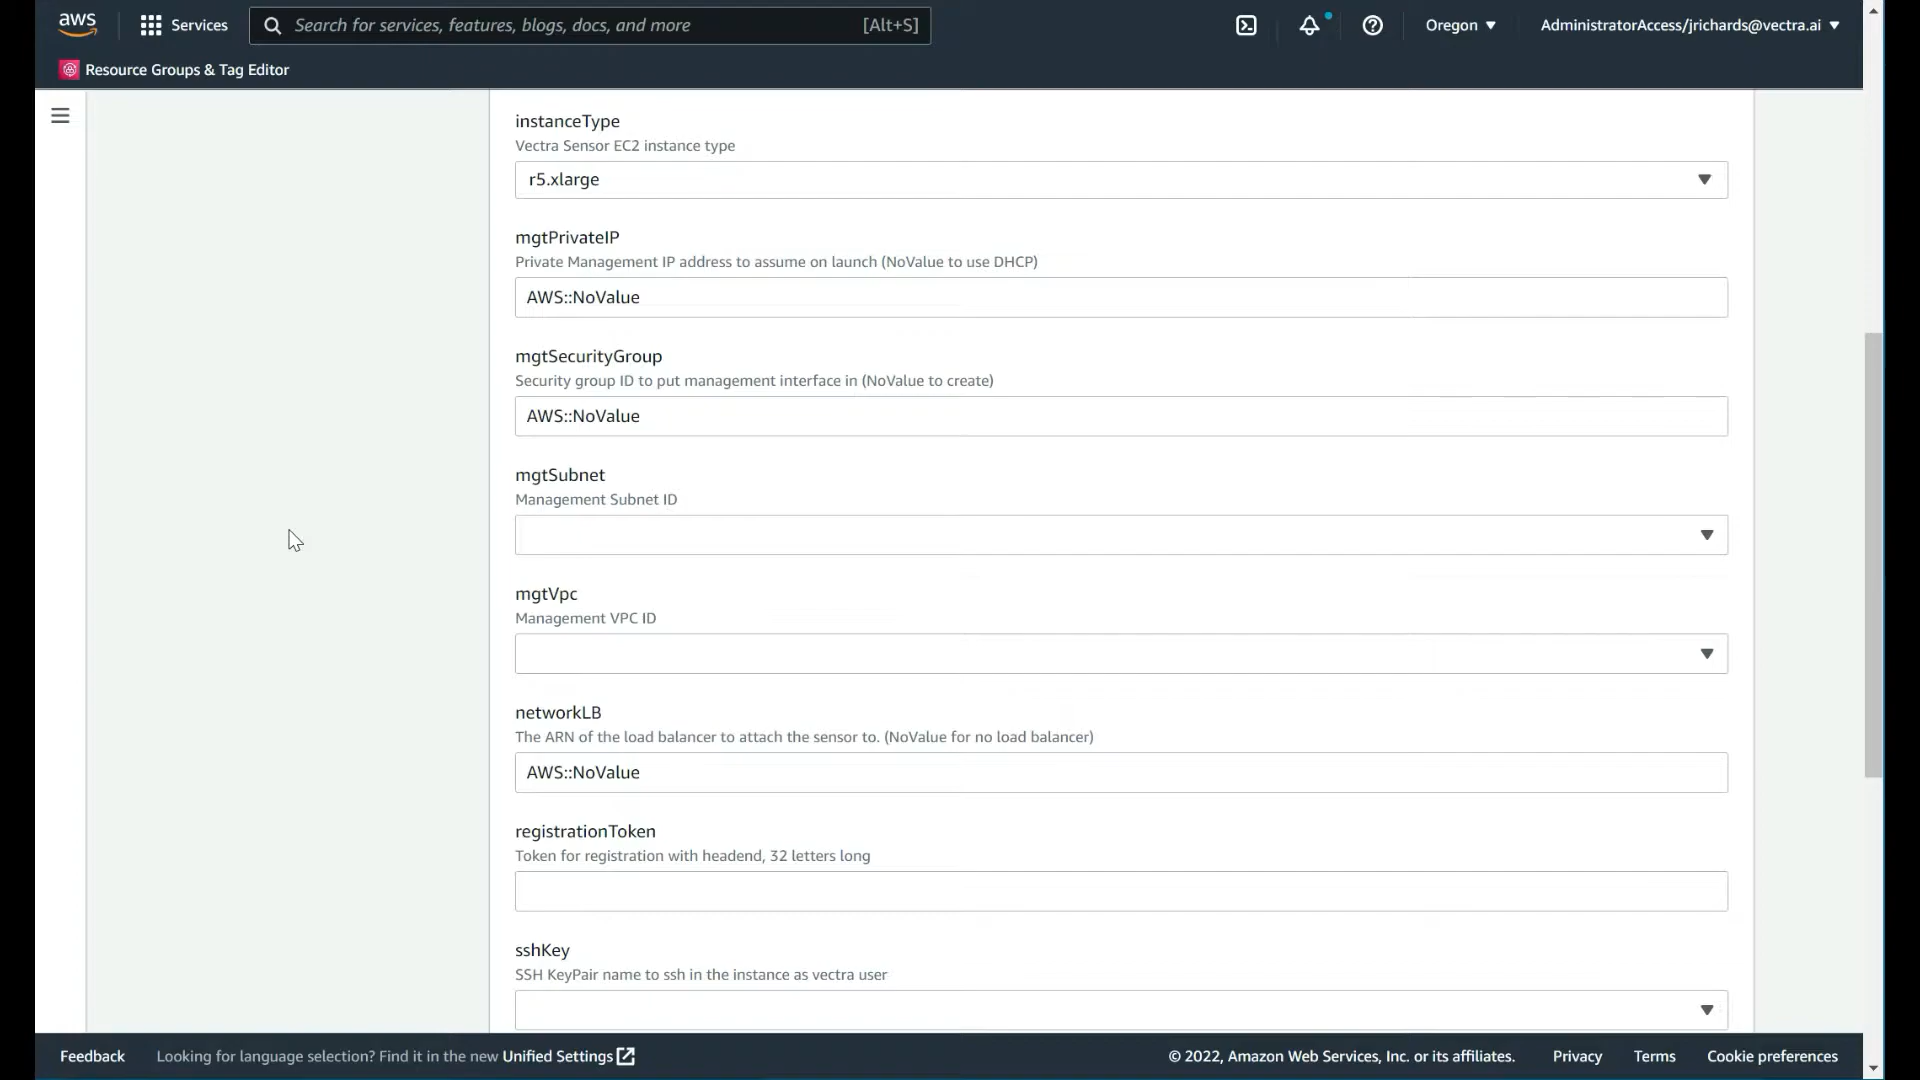 aws
Services
Search for services, features, blogs, docs, and more [Alt+S]
Oregon
AdministratorAccess/jrichards@vectra.ai
Resource Groups & Tag Editor
instanceType
Vectra Sensor EC2 instance type
r5.xlarge
mgtPrivateIP
Private Management IP address to assume on launch (NoValue to use DHCP)
AWS::NoValue
mgtSecurityGroup
Security group ID to put management interface in (NoValue to create)
AWS::NoValue
mgtSubnet
Management Subnet ID
mgtVpc
Management VPC ID
networkLB
The ARN of the load balancer to attach the sensor to. (NoValue for no load balancer)
AWS::NoValue
registrationToken
Token for registration with headend, 32 letters long
sshKey
SSH KeyPair name to ssh in the instance as vectra user
Feedback
Looking for language selection? Find it in the new Unified Settings
© 2022, Amazon Web Services, Inc. or its affiliates.
Privacy
Terms
Cookie preferences